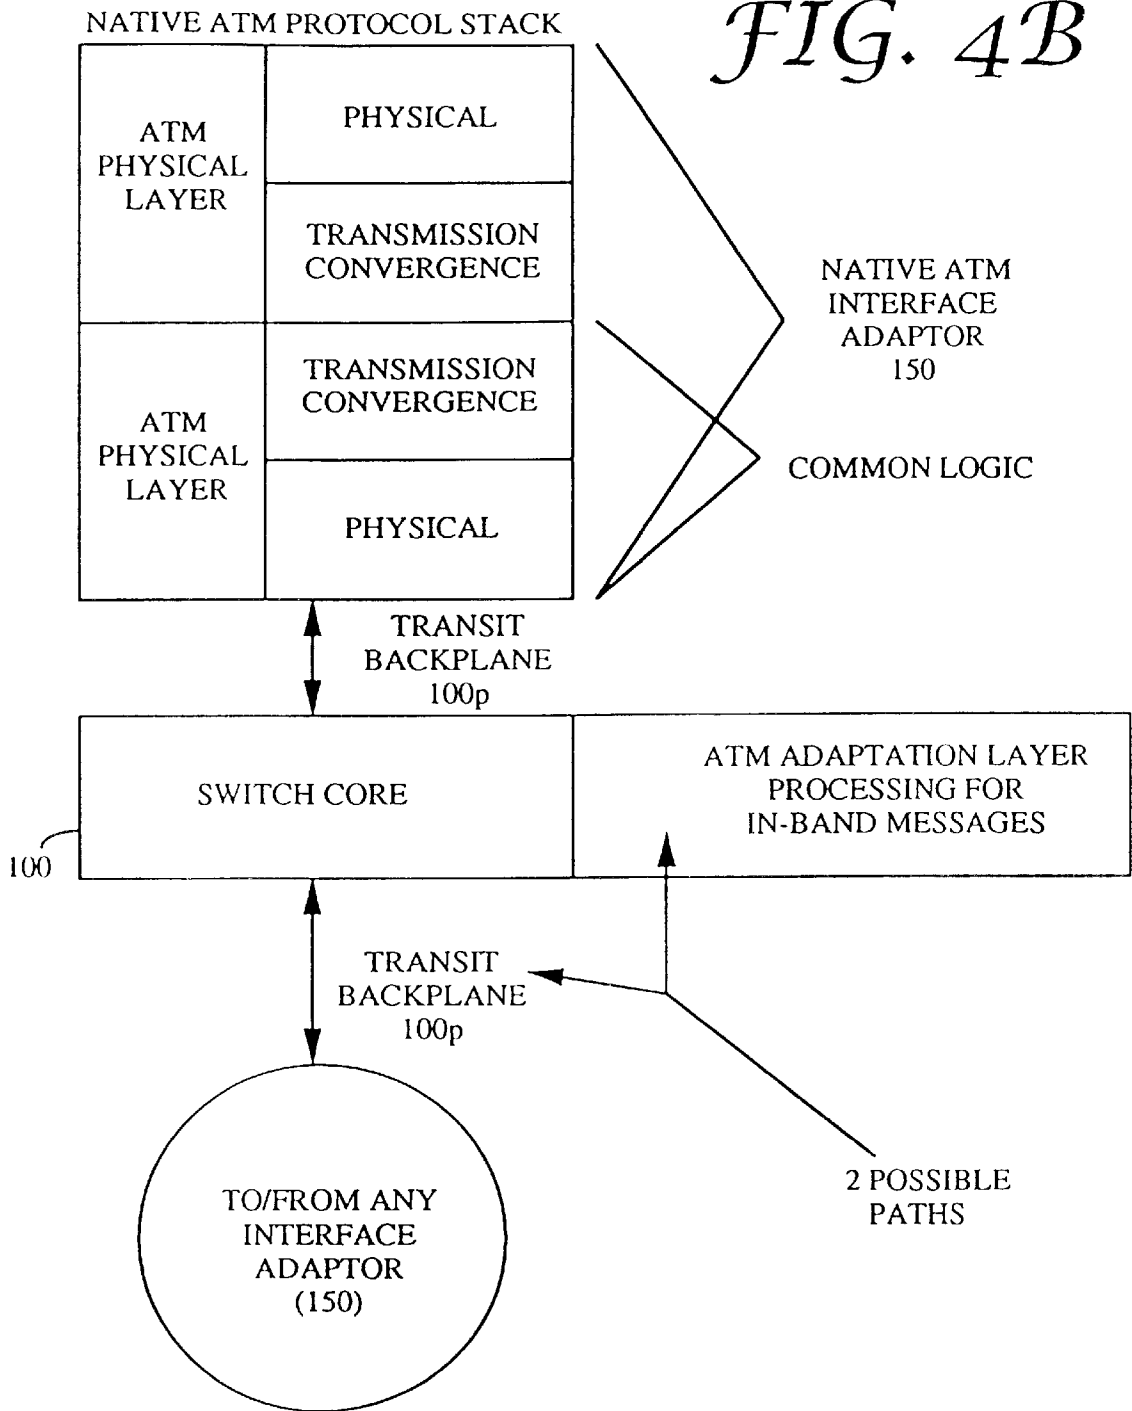 FIG. 4B
NATIVE ATM PROTOCOL STACK
ATM
PHYSICAL
LAYER
PHYSICAL
TRANSMISSION
CONVERGENCE
ATM
PHYSICAL
LAYER
TRANSMISSION
CONVERGENCE
PHYSICAL
NATIVE ATM
INTERFACE
ADAPTOR
150
COMMON LOGIC
TRANSIT
BACKPLANE
100p
SWITCH CORE
ATM ADAPTATION LAYER
PROCESSING FOR
IN-BAND MESSAGES
100
TRANSIT
BACKPLANE
100p
2 POSSIBLE
PATHS
TO/FROM ANY
INTERFACE
ADAPTOR
(150)